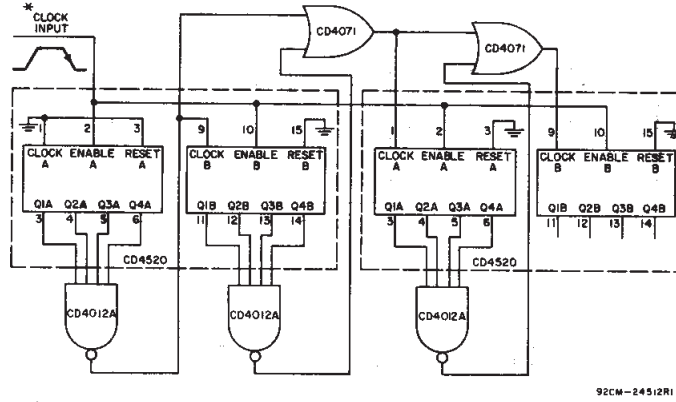 *
CLOCK
INPUT
CD4071
CD4071
1 2 3
CLOCK ENABLE RESET
A A A
Q1A Q2A Q3A Q4A
3 4 5 6
9 10 15
CLOCK ENABLE RESET
B B B
Q1B Q2B Q3B Q4B
11 12 13 14
CD4520
1 2 3
CLOCK ENABLE RESET
A A A
Q1A Q2A Q3A Q4A
3 4 5 6
9 10 15
CLOCK ENABLE RESET
B B B
Q1B Q2B Q3B Q4B
11 12 13 14
CD4520
CD4012A
CD4012A
CD4012A
92CM-24512R1